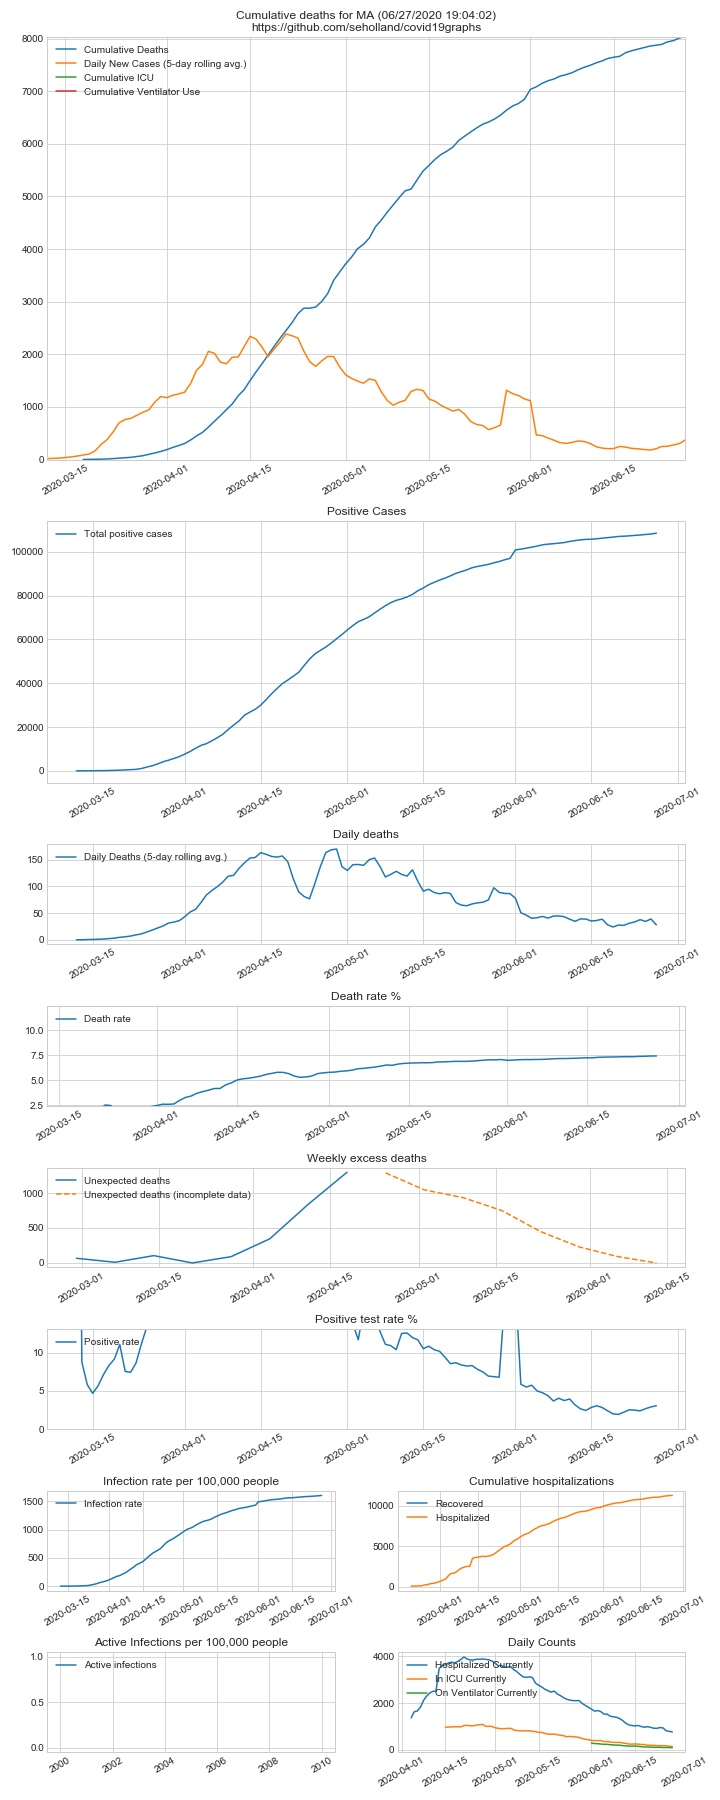 Cumulative deaths for MA (06/27/2020 19:04:02)
https://github.com/seholland/covid19graphs
Cumulative Deaths
Daily New Cases (5-day rolling avg.)
Cumulative ICU
Cumulative Ventilator Use
8000
7000
6000
5000
4000
3000
2000
1000
0
2020-03-15 2020-04-01 2020-04-15 2020-05-01 2020-05-15 2020-06-01 2020-06-15
Positive Cases
Total positive cases
100000
80000
60000
40000
20000
0
2020-03-15 2020-04-01 2020-04-15 2020-05-01 2020-05-15 2020-06-01 2020-06-15 2020-07-01
Daily deaths
Daily Deaths (5-day rolling avg.)
150
100
50
0
2020-03-15 2020-04-01 2020-04-15 2020-05-01 2020-05-15 2020-06-01 2020-06-15 2020-07-01
Death rate %
Death rate
10.0
7.5
5.0
2.5
2020-03-15 2020-04-01 2020-04-15 2020-05-01 2020-05-15 2020-06-01 2020-06-15 2020-07-01
Weekly excess deaths
Unexpected deaths
Unexpected deaths (incomplete data)
1000
500
0
2020-03-01 2020-03-15 2020-04-01 2020-04-15 2020-05-01 2020-05-15 2020-06-01 2020-06-15
Positive test rate %
Positive rate
10
5
0
2020-03-15 2020-04-01 2020-04-15 2020-05-01 2020-05-15 2020-06-01 2020-06-15 2020-07-01
Infection rate per 100,000 people
Infection rate
1500
1000
500
0
2020-03-15 2020-04-01 2020-04-15 2020-05-01 2020-05-15 2020-06-01 2020-06-15 2020-07-01
Cumulative hospitalizations
Recovered
Hospitalized
10000
5000
0
2020-04-01 2020-04-15 2020-05-01 2020-05-15 2020-06-01 2020-06-15 2020-07-01
Active Infections per 100,000 people
Active infections
1.0
0.5
0.0
2000 2002 2004 2006 2008 2010
Daily Counts
Hospitalized Currently
In ICU Currently
On Ventilator Currently
4000
2000
0
2020-04-01 2020-04-15 2020-05-01 2020-05-15 2020-06-01 2020-06-15 2020-07-01